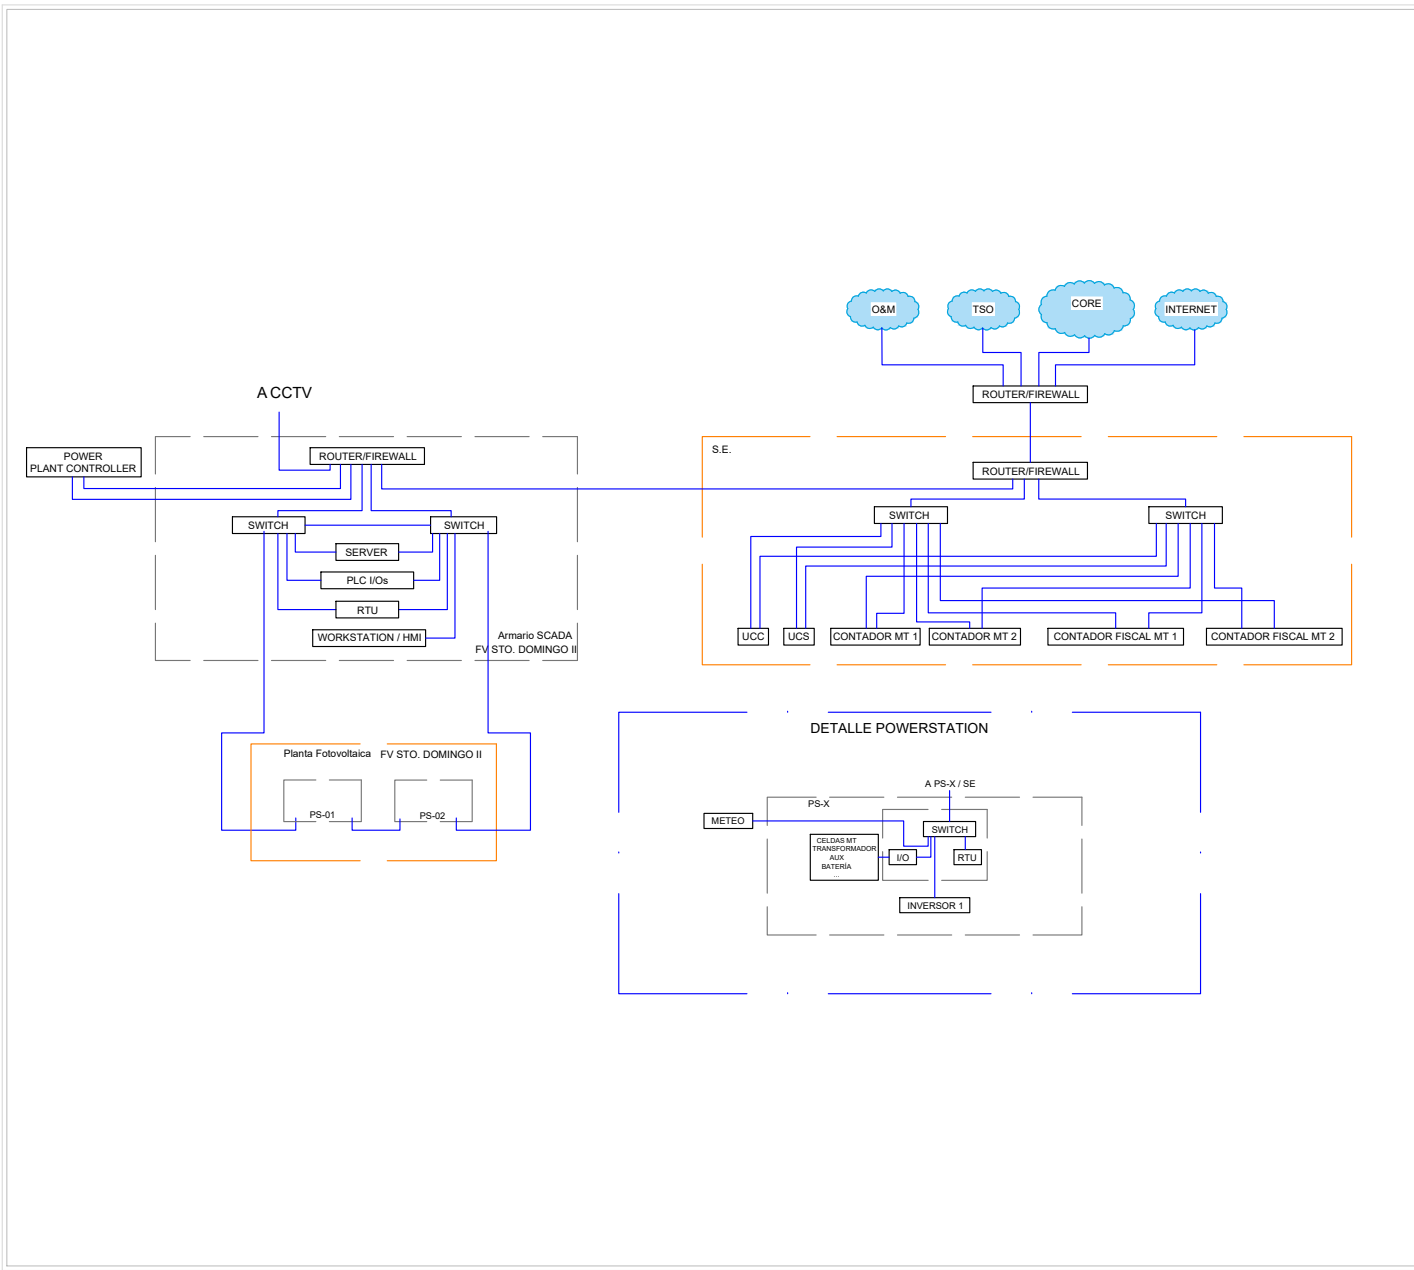 O&M
TSO
CORE
INTERNET
ROUTER/FIREWALL
A CCTV
POWER
PLANT CONTROLLER
ROUTER/FIREWALL
SWITCH
SWITCH
SERVER
PLC I/Os
RTU
WORKSTATION / HMI
Armario SCADA
FV STO. DOMINGO II
S.E.
ROUTER/FIREWALL
SWITCH
SWITCH
UCC
UCS
CONTADOR MT 1
CONTADOR MT 2
CONTADOR FISCAL MT 1
CONTADOR FISCAL MT 2
Planta Fotovoltaica FV STO. DOMINGO II
PS-01
PS-02
DETALLE POWERSTATION
A PS-X / SE
PS-X
METEO
SWITCH
CELDAS MT
TRANSFORMADOR
AUX
BATERÍA
...
I/O
RTU
INVERSOR 1